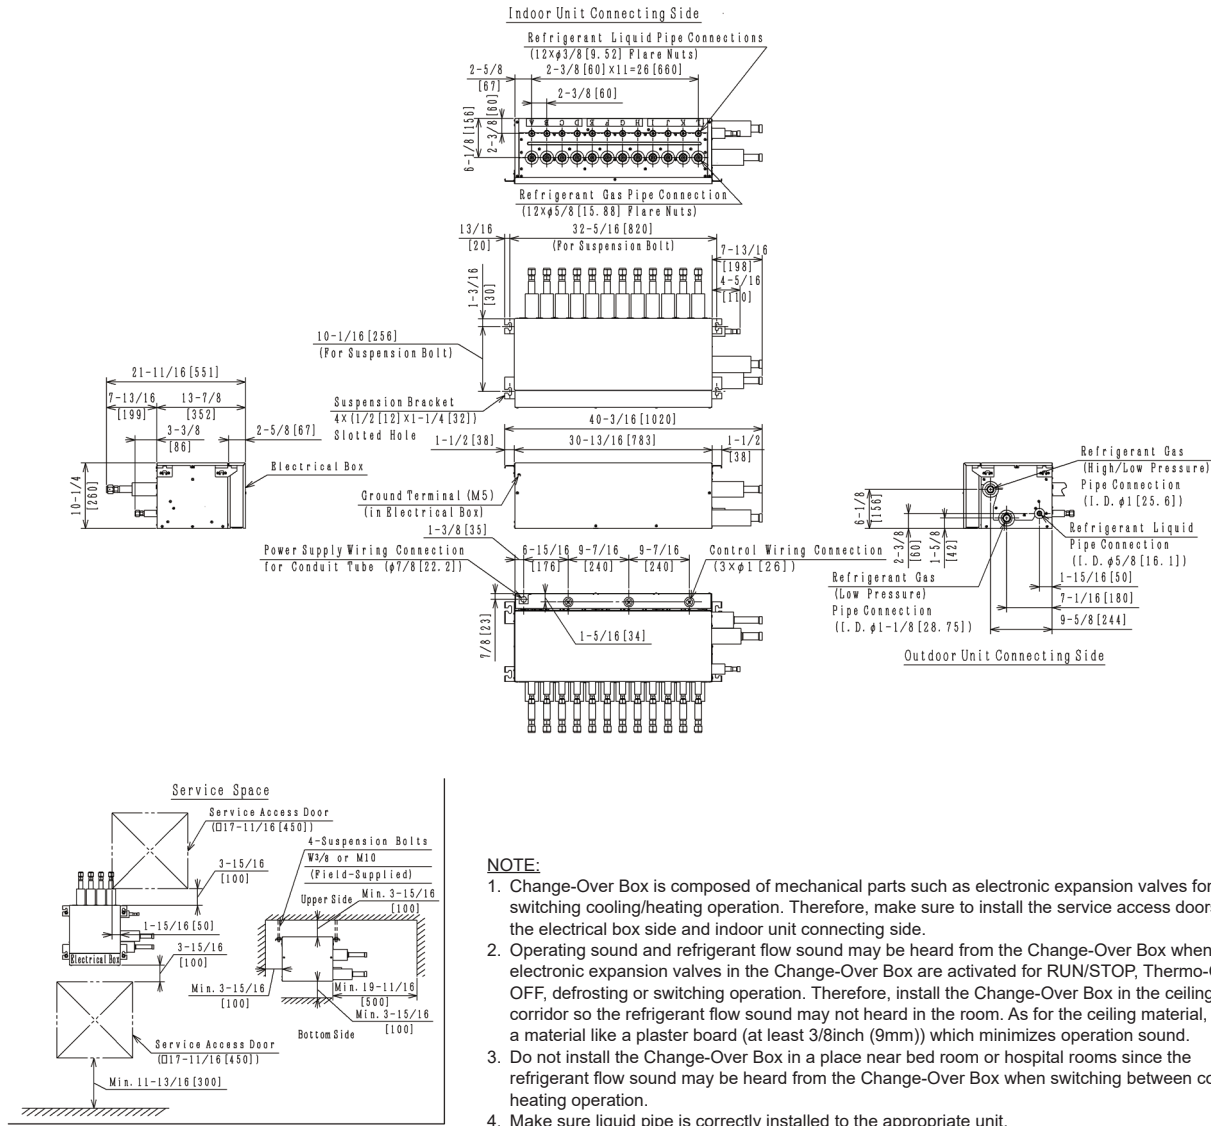 Indoor Unit Connecting Side
Refrigerant Liquid Pipe Connections
(12×φ3/8[9.52] Flare Nuts)
2-5/8
[67]
2-3/8[60]×11=26[660]
2-3/8[60]
6-1/8[156]
2-3/8[60]
A B C D E F G H I J K L
Refrigerant Gas Pipe Connection
(12×φ5/8[15.88] Flare Nuts)
13/16
[20]
32-5/16[820]
(For Suspension Bolt)
7-13/16
[198]
4-5/16
[110]
1-3/16
[30]
10-1/16[256]
(For Suspension Bolt)
Suspension Bracket
4×(1/2[12]×1-1/4[32])
Slotted Hole
21-11/16[551]
7-13/16
[199]
13-7/8
[352]
3-3/8
[86]
2-5/8[67]
Electrical Box
10-1/4
[260]
40-3/16[1020]
1-1/2[38]
30-13/16[783]
1-1/2
[38]
Ground Terminal (M5)
(in Electrical Box)
Refrigerant Gas
(High/Low Pressure)
Pipe Connection
(I.D.φ1[25.6])
6-1/8
[156]
2-3/8
[60]
1-5/8
[42]
Refrigerant Liquid
Pipe Connection
(I.D.φ5/8[16.1])
Refrigerant Gas
(Low Pressure)
Pipe Connection
(I.D.φ1-1/8[28.75])
1-15/16[50]
7-1/16[180]
9-5/8[244]
Outdoor Unit Connecting Side
1-3/8[35]
Power Supply Wiring Connection
for Conduit Tube (φ7/8[22.2])
6-15/16
[176]
9-7/16
[240]
9-7/16
[240]
Control Wiring Connection
(3×φ1[26])
7/8[23]
1-5/16[34]
Service Space
Service Access Door
(□17-11/16[450])
3-15/16
[100]
1-15/16[50]
3-15/16
[100]
Electrical Box
4-Suspension Bolts
W3/8 or M10
(Field-Supplied)
Upper Side
Min. 3-15/16
[100]
Min. 3-15/16
[100]
Min. 19-11/16
[500]
Min. 3-15/16
[100]
Bottom Side
Service Access Door
(□17-11/16[450])
Min. 11-13/16[300]
NOTE:
1. Change-Over Box is composed of mechanical parts such as electronic expansion valves for
switching cooling/heating operation. Therefore, make sure to install the service access doors
the electrical box side and indoor unit connecting side.
2. Operating sound and refrigerant flow sound may be heard from the Change-Over Box when
electronic expansion valves in the Change-Over Box are activated for RUN/STOP, Thermo-
OFF, defrosting or switching operation. Therefore, install the Change-Over Box in the ceiling
corridor so the refrigerant flow sound may not heard in the room. As for the ceiling material,
a material like a plaster board (at least 3/8inch (9mm)) which minimizes operation sound.
3. Do not install the Change-Over Box in a place near bed room or hospital rooms since the
refrigerant flow sound may be heard from the Change-Over Box when switching between
heating operation.
4. Make sure liquid pipe is correctly installed to the appropriate unit.